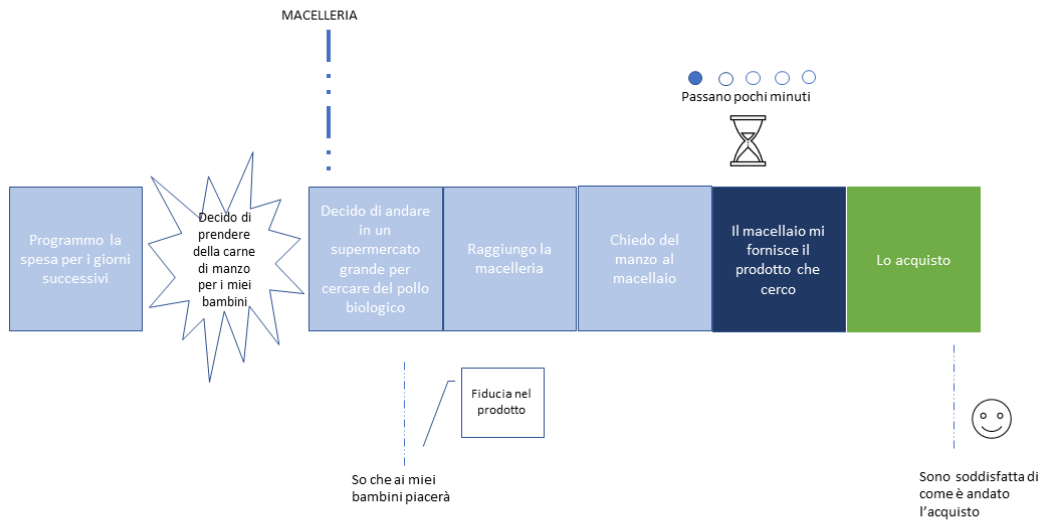 MACELLERIA
Passano pochi minuti
Programmo la
spesa per i giorni
successivi
Decido di
prendere
della carne
di manzo
per i miei
bambini
Decido di andare
in un
supermercato
grande per
cercare del pollo
biologico
Raggiungo la
macelleria
Chiedo del
manzo al
macellaio
Il macellaio mi
fornisce il
prodotto che
cerco
Lo acquisto
Fiducia nel
prodotto
So che ai miei
bambini piacerà
Sono soddisfatta di
come è andato
l'acquisto